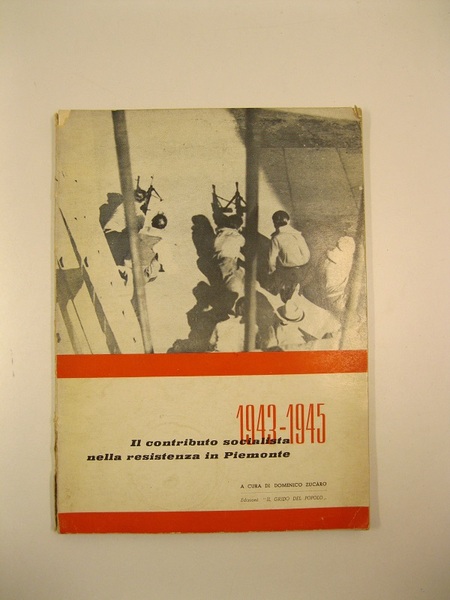 1943-1945
Il contributo socialista
nella resistenza in Piemonte
A CURA DI DOMENICO ZUCÀRO
Edizioni "IL GRIDO DEL POPOLO„